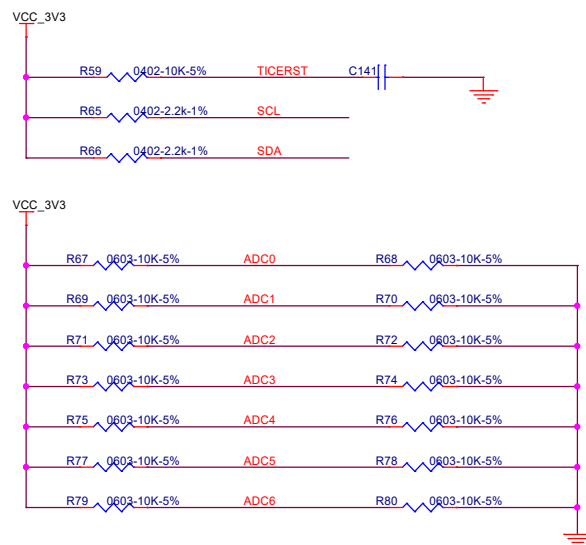 VCC_3V3
R59 0402-10K-5% TICERST C141
R65 0402-2.2k-1% SCL
R66 0402-2.2k-1% SDA
VCC_3V3
R67 0603-10K-5% ADC0 R68 0603-10K-5%
R69 0603-10K-5% ADC1 R70 0603-10K-5%
R71 0603-10K-5% ADC2 R72 0603-10K-5%
R73 0603-10K-5% ADC3 R74 0603-10K-5%
R75 0603-10K-5% ADC4 R76 0603-10K-5%
R77 0603-10K-5% ADC5 R78 0603-10K-5%
R79 0603-10K-5% ADC6 R80 0603-10K-5%